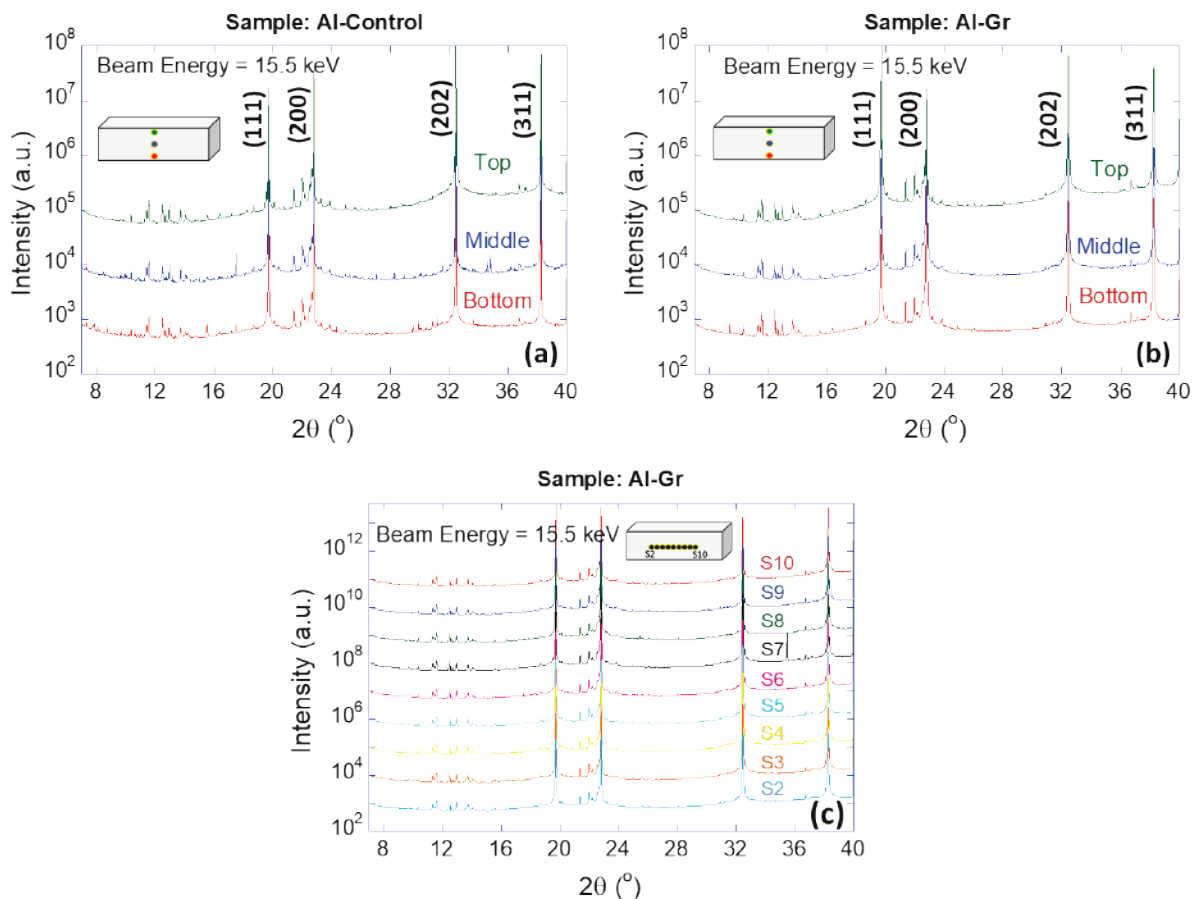 Sample: Al-Control
Beam Energy = 15.5 keV
(111)
(200)
(202)
(311)
Top
Middle
Bottom
(a)
Intensity (a.u.)
10^8
10^7
10^6
10^5
10^4
10^3
10^2
8 12 16 20 24 28 32 36 40
2θ (°)
Sample: Al-Gr
Beam Energy = 15.5 keV
(111)
(200)
(202)
(311)
Top
Middle
Bottom
(b)
Intensity (a.u.)
10^8
10^7
10^6
10^5
10^4
10^3
10^2
8 12 16 20 24 28 32 36 40
2θ (°)
Sample: Al-Gr
Beam Energy = 15.5 keV
S2 S10
S10
S9
S8
S7
S6
S5
S4
S3
S2
(c)
Intensity (a.u.)
10^12
10^10
10^8
10^6
10^4
10^2
8 12 16 20 24 28 32 36 40
2θ (°)